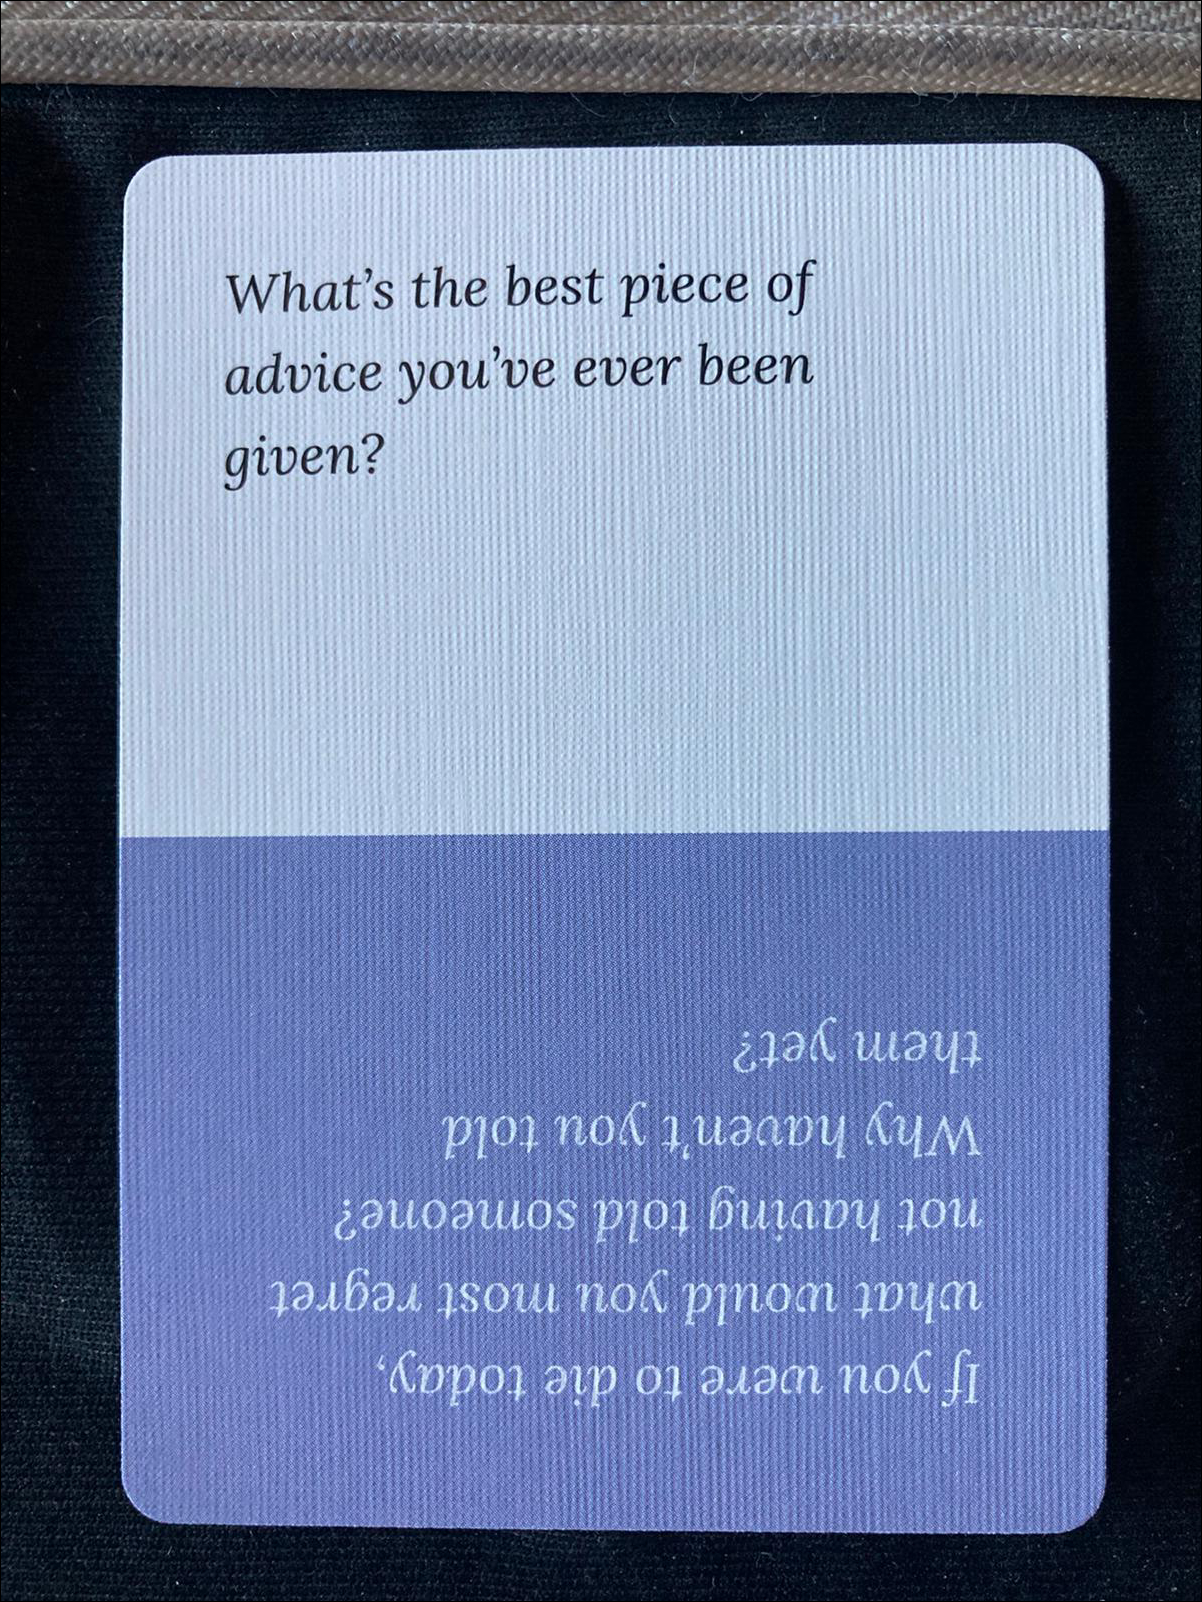 What's the best piece of
advice you've ever been
given?
If you were to die today,
what would you most regret
not having told someone?
Why haven't you told
them yet?